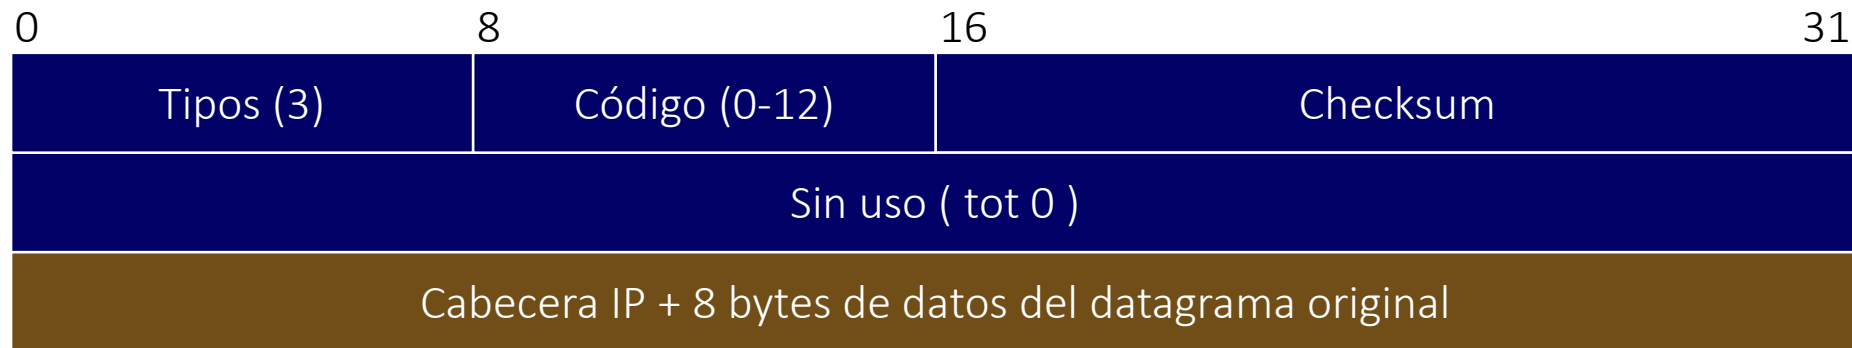 0 8 16 31
Tipos (3) Código (0-12) Checksum
Sin uso ( tot 0 )
Cabecera IP + 8 bytes de datos del datagrama original